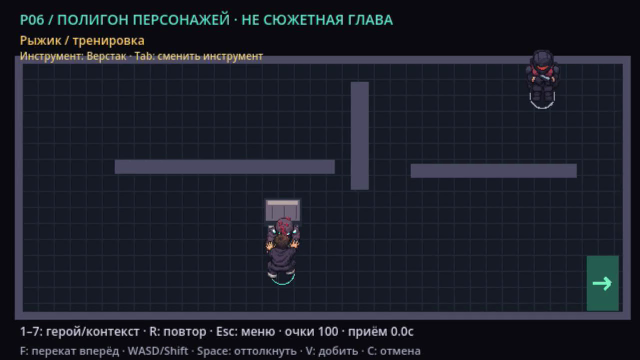 P06 / ПОЛИГОН ПЕРСОНАЖЕЙ · НЕ СЮЖЕТНАЯ ГЛАВА
Рыжик / тренировка
Инструмент: Верстак · Tab: сменить инструмент
→
1–7: герой/контекст · R: повтор · Esc: меню · очки 100 · приём 0.0с
F: перекат вперёд · WASD/Shift · Space: оттолкнуть · V: добить · C: отмена